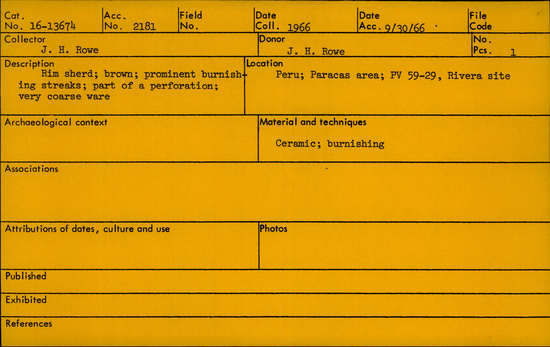 Cat. No. 16-13674 Acc. No. 2181 Field No. Date Coll. 1966 Date Acc. 9/30/66 File Code
Collector Donor No. Pcs. 1
J. H. Rowe J. H. Rowe
Description Location
Rim sherd; brown; prominent burnish- Peru; Paracas area; PV 59-29, Rivera site
ing streaks; part of a perforation;
very coarse ware
Archaeological context Material and techniques
Ceramic; burnishing
Associations
Attributions of dates, culture and use Photos
Published
Exhibited
References